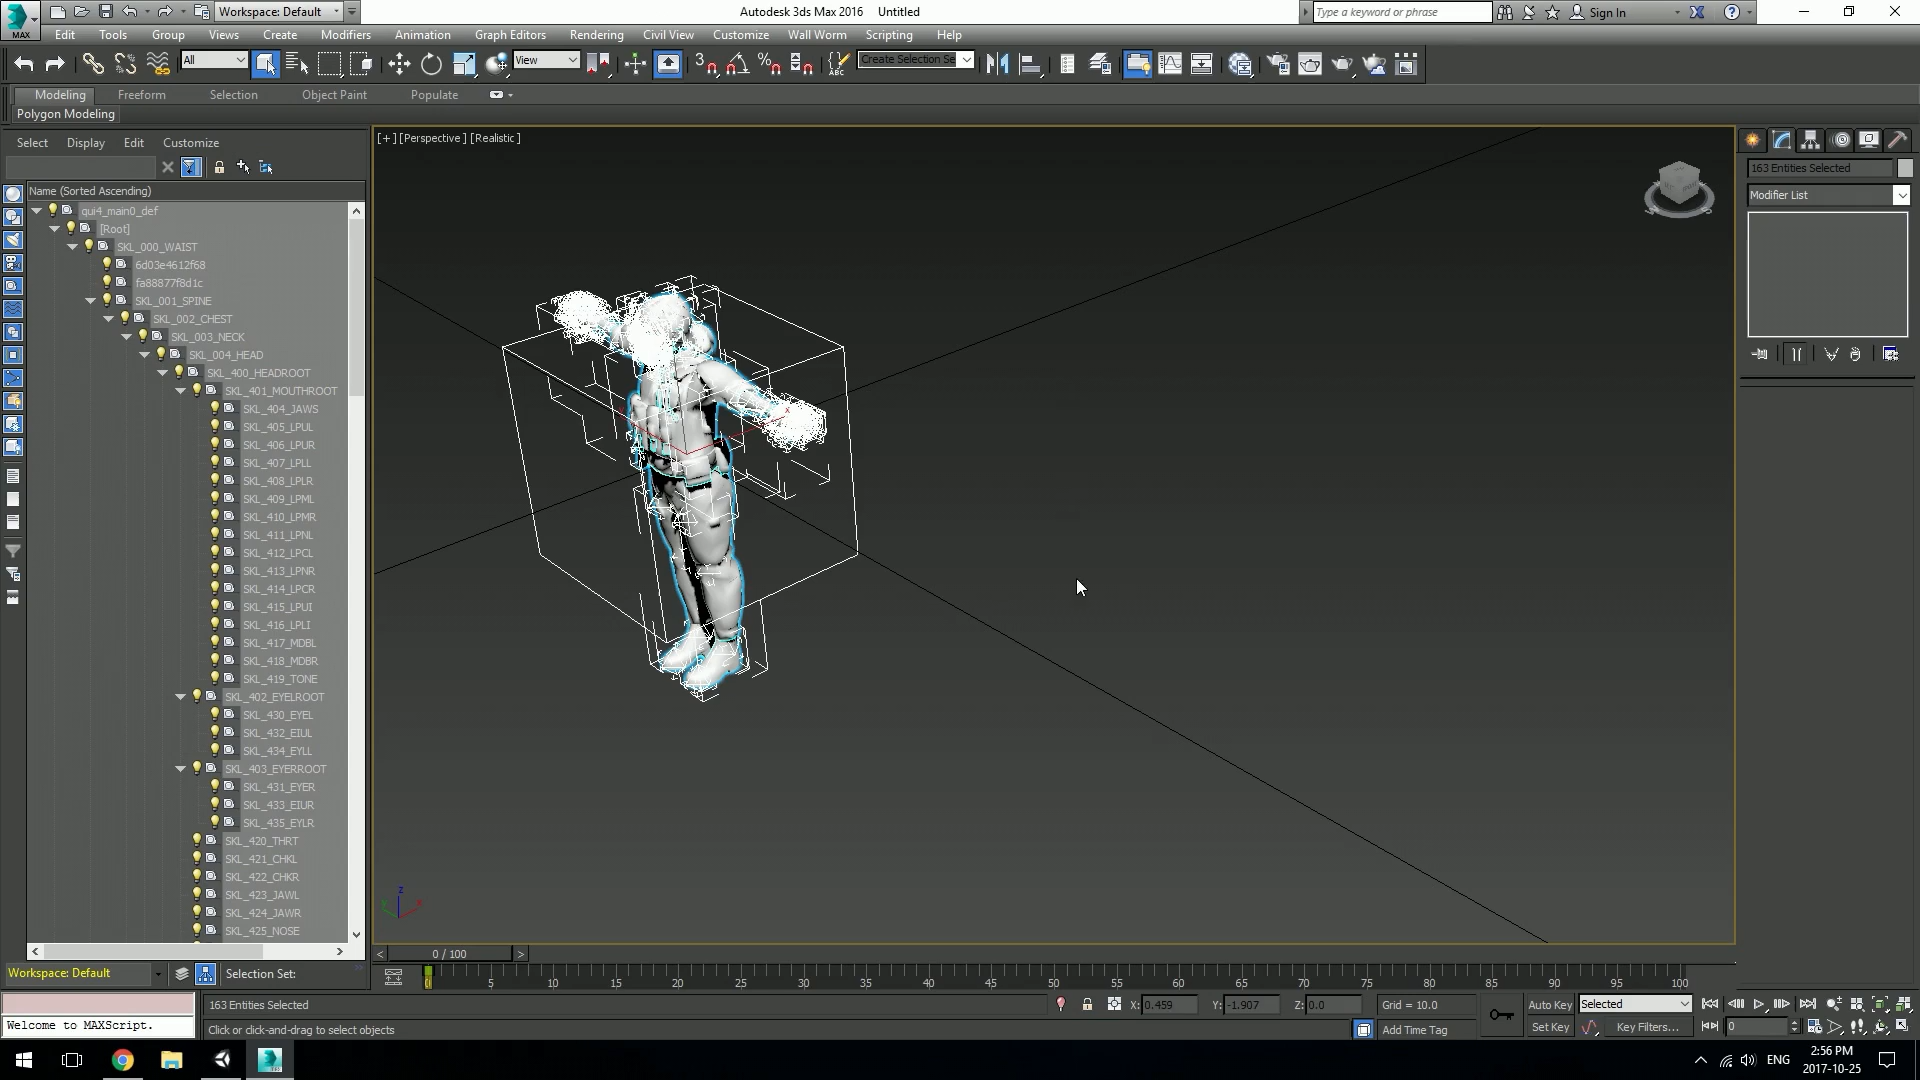 Workspace: Default
Autodesk 3ds Max 2016 Untitled
Type a keyword or phrase
Sign In
MAX
Edit Tools Group Views Create Modifiers Animation Graph Editors Rendering Civil View Customize Wall Worm Scripting Help
All
View
Create Selection Se
Modeling Freeform Selection Object Paint Populate
Polygon Modeling
Select Display Edit Customize
Name (Sorted Ascending)
qui4_main0_def
[Root]
SKL_000_WAIST
6d03e4612f68
fa88877f8d1c
SKL_001_SPINE
SKL_002_CHEST
SKL_003_NECK
SKL_004_HEAD
SKL_400_HEADROOT
SKL_401_MOUTHROOT
SKL_404_JAWS
SKL_405_LPUL
SKL_406_LPUR
SKL_407_LPLL
SKL_408_LPLR
SKL_409_LPML
SKL_410_LPMR
SKL_411_LPNL
SKL_412_LPCL
SKL_413_LPNR
SKL_414_LPCR
SKL_415_LPUI
SKL_416_LPLI
SKL_417_MDBL
SKL_418_MDBR
SKL_419_TONE
SKL_402_EYELROOT
SKL_430_EYEL
SKL_432_EIUL
SKL_434_EYLL
SKL_403_EYERROOT
SKL_431_EYER
SKL_433_EIUR
SKL_435_EYLR
SKL_420_THRT
SKL_421_CHKL
SKL_422_CHKR
SKL_423_JAWL
SKL_424_JAWR
SKL_425_NOSE
[+] [Perspective ] [Realistic ]
x
z
163 Entities Selected
Modifier List
< 0 / 100 >
0 5 10 15 20 25 30 35 40 45 50 55 60 65 70 75 80 85 90 95 100
Workspace: Default
Selection Set:
163 Entities Selected
X: 0.459 Y: -1.907 Z: 0.0
Grid = 10.0
Auto Key
Selected
Welcome to MAXScript.
Click or click-and-drag to select objects
Add Time Tag
Set Key
Key Filters...
0
ENG
2:56 PM
2017-10-25